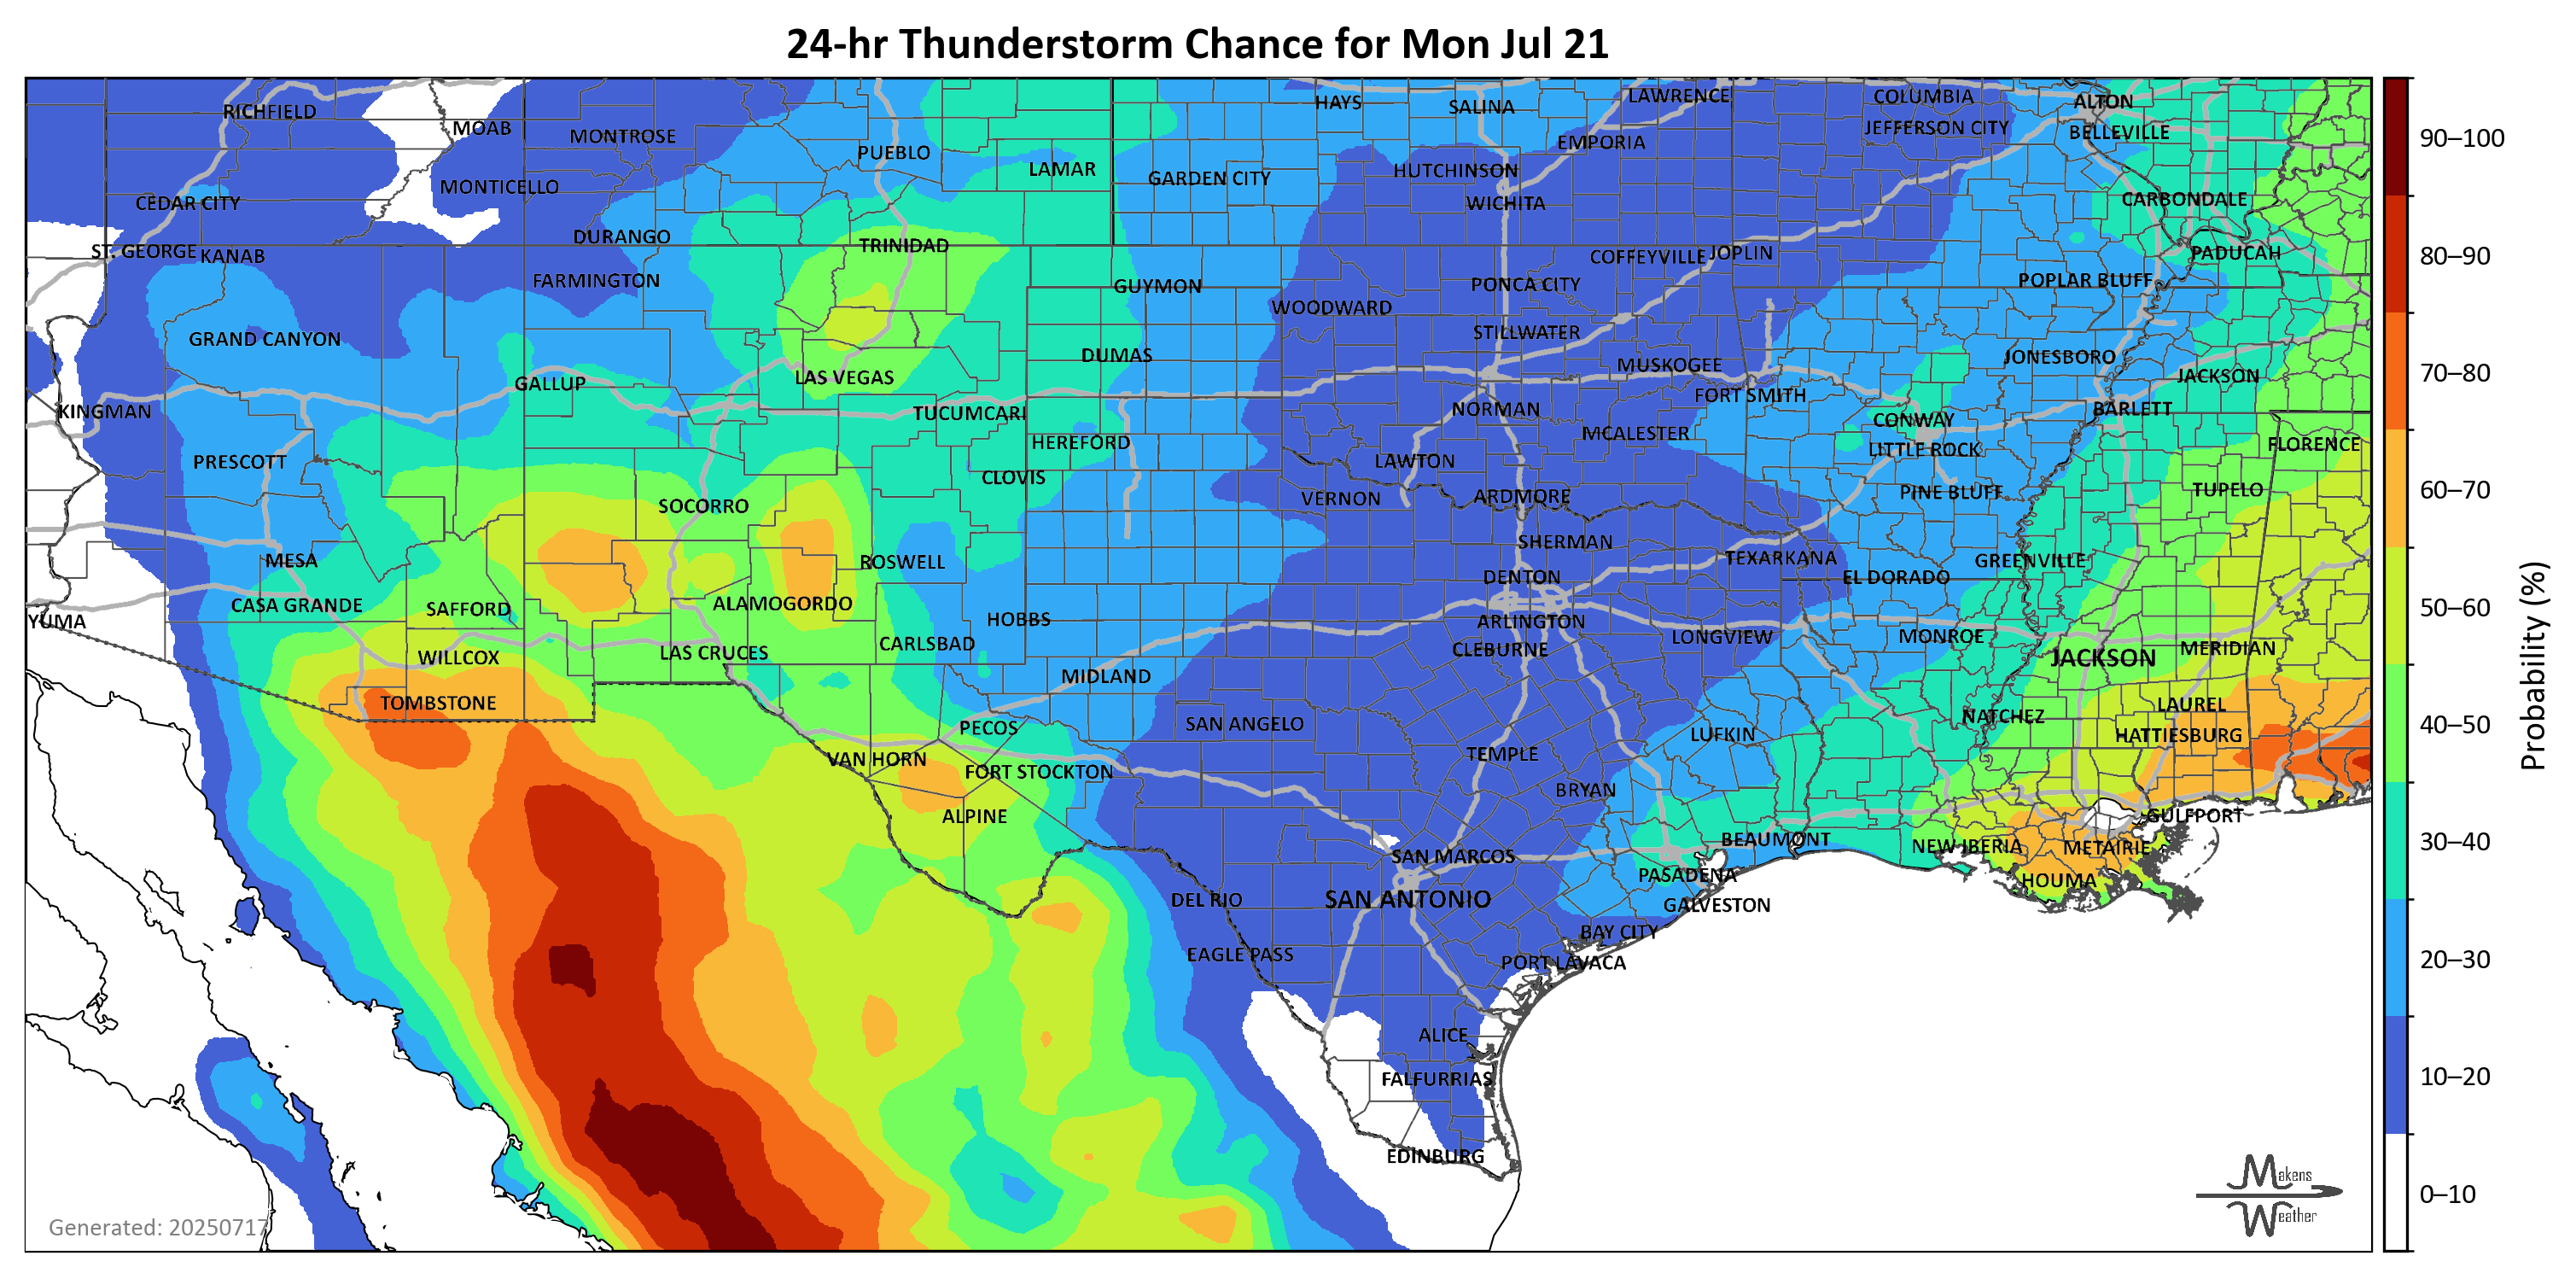 24-hr Thunderstorm Chance for Mon Jul 21
RICHFIELD
MOAB
MONTROSE
PUEBLO
LAMAR
HAYS
SALINA
LAWRENCE
COLUMBIA
ALTON
JEFFERSON CITY
BELLEVILLE
EMPORIA
GARDEN CITY
HUTCHINSON
WICHITA
MONTICELLO
CEDAR CITY
CARBONDALE
DURANGO
TRINIDAD
ST. GEORGE
KANAB
COFFEYVILLE
JOPLIN
PADUCAH
FARMINGTON
GUYMON
PONCA CITY
POPLAR BLUFF
WOODWARD
GRAND CANYON
STILLWATER
DUMAS
JONESBORO
MUSKOGEE
LAS VEGAS
GALLUP
JACKSON
FORT SMITH
KINGMAN
TUCUMCARI
NORMAN
BARLETT
CONWAY
HEREFORD
MCALESTER
FLORENCE
LITTLE ROCK
PRESCOTT
LAWTON
CLOVIS
PINE BLUFF
TUPELO
SOCORRO
VERNON
ARDMORE
SHERMAN
MESA
ROSWELL
TEXARKANA
GREENVILLE
DENTON
EL DORADO
CASA GRANDE
SAFFORD
ALAMOGORDO
YUMA
HOBBS
ARLINGTON
LONGVIEW
MONROE
CARLSBAD
CLEBURNE
WILLCOX
LAS CRUCES
JACKSON
MERIDIAN
MIDLAND
TOMBSTONE
LAUREL
NATCHEZ
SAN ANGELO
PECOS
LUFKIN
HATTIESBURG
VAN HORN
TEMPLE
FORT STOCKTON
BRYAN
ALPINE
GULFPORT
BEAUMONT
NEW IBERIA
METAIRIE
SAN MARCOS
PASADENA
HOUMA
DEL RIO
SAN ANTONIO
GALVESTON
BAY CITY
EAGLE PASS
PORT LAVACA
ALICE
FALFURRIAS
EDINBURG
Generated: 20250717
Makens
Weather
90–100
80–90
70–80
60–70
50–60
40–50
30–40
20–30
10–20
0–10
Probability (%)